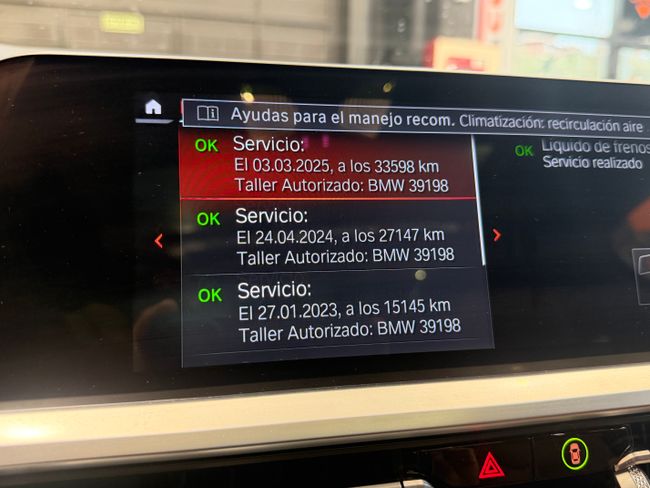 Ayudas para el manejo recom. Climatización: recirculación aire
OK Servicio:
El 03.03.2025, a los 33598 km
Taller Autorizado: BMW 39198
OK Servicio:
El 24.04.2024, a los 27147 km
Taller Autorizado: BMW 39198
OK Servicio:
El 27.01.2023, a los 15145 km
Taller Autorizado: BMW 39198
OK Líquido de frenos
Servicio realizado